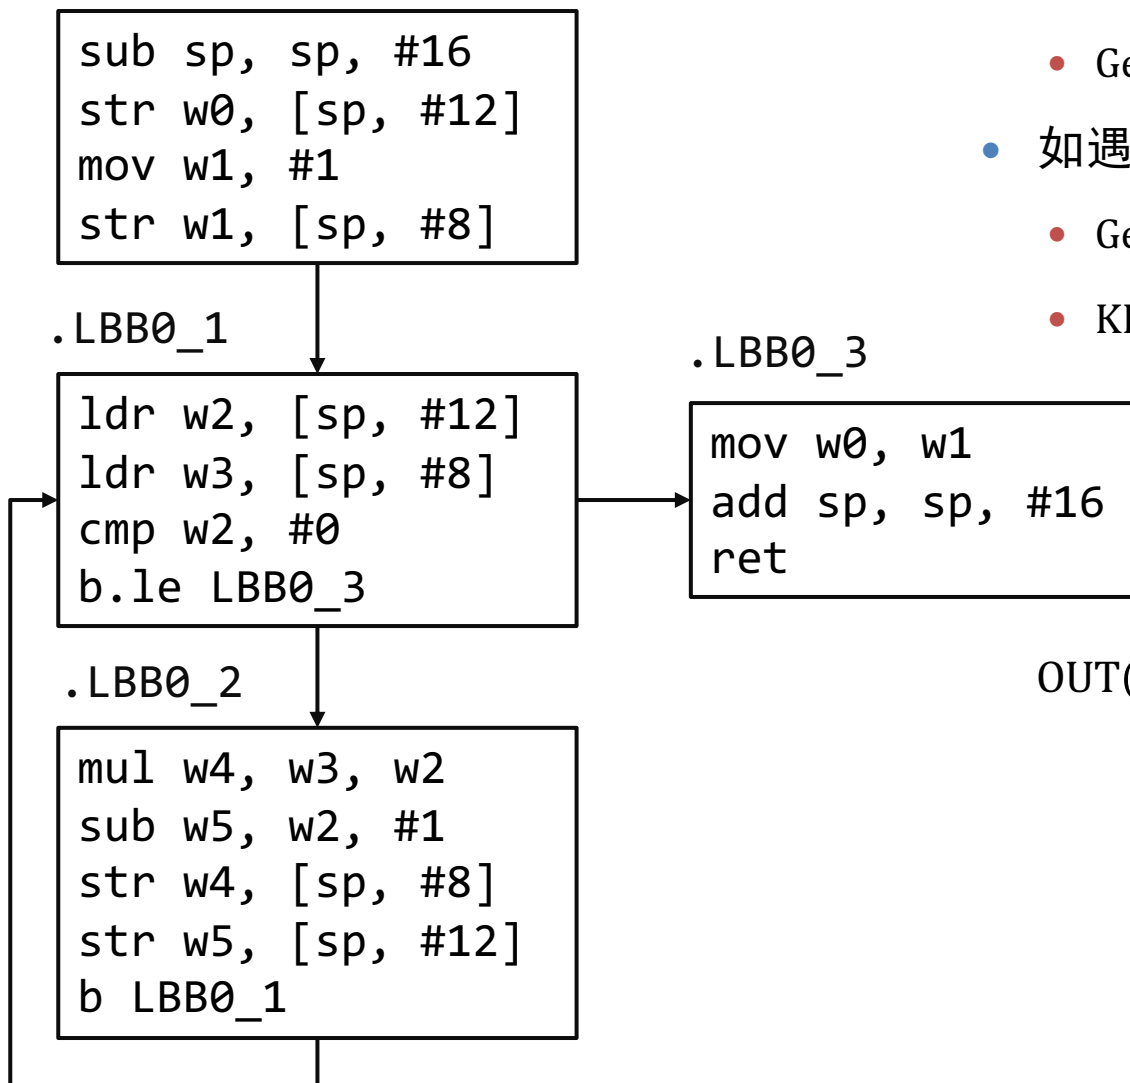 sub sp, sp, #16
str w0, [sp, #12]
mov w1, #1
str w1, [sp, #8]
.LBB0_1
ldr w2, [sp, #12]
ldr w3, [sp, #8]
cmp w2, #0
b.le LBB0_3
.LBB0_2
mul w4, w3, w2
sub w5, w2, #1
str w4, [sp, #8]
str w5, [sp, #12]
b LBB0_1
.LBB0_3
mov w0, w1
add sp, sp, #16
ret
如遇
OUT(